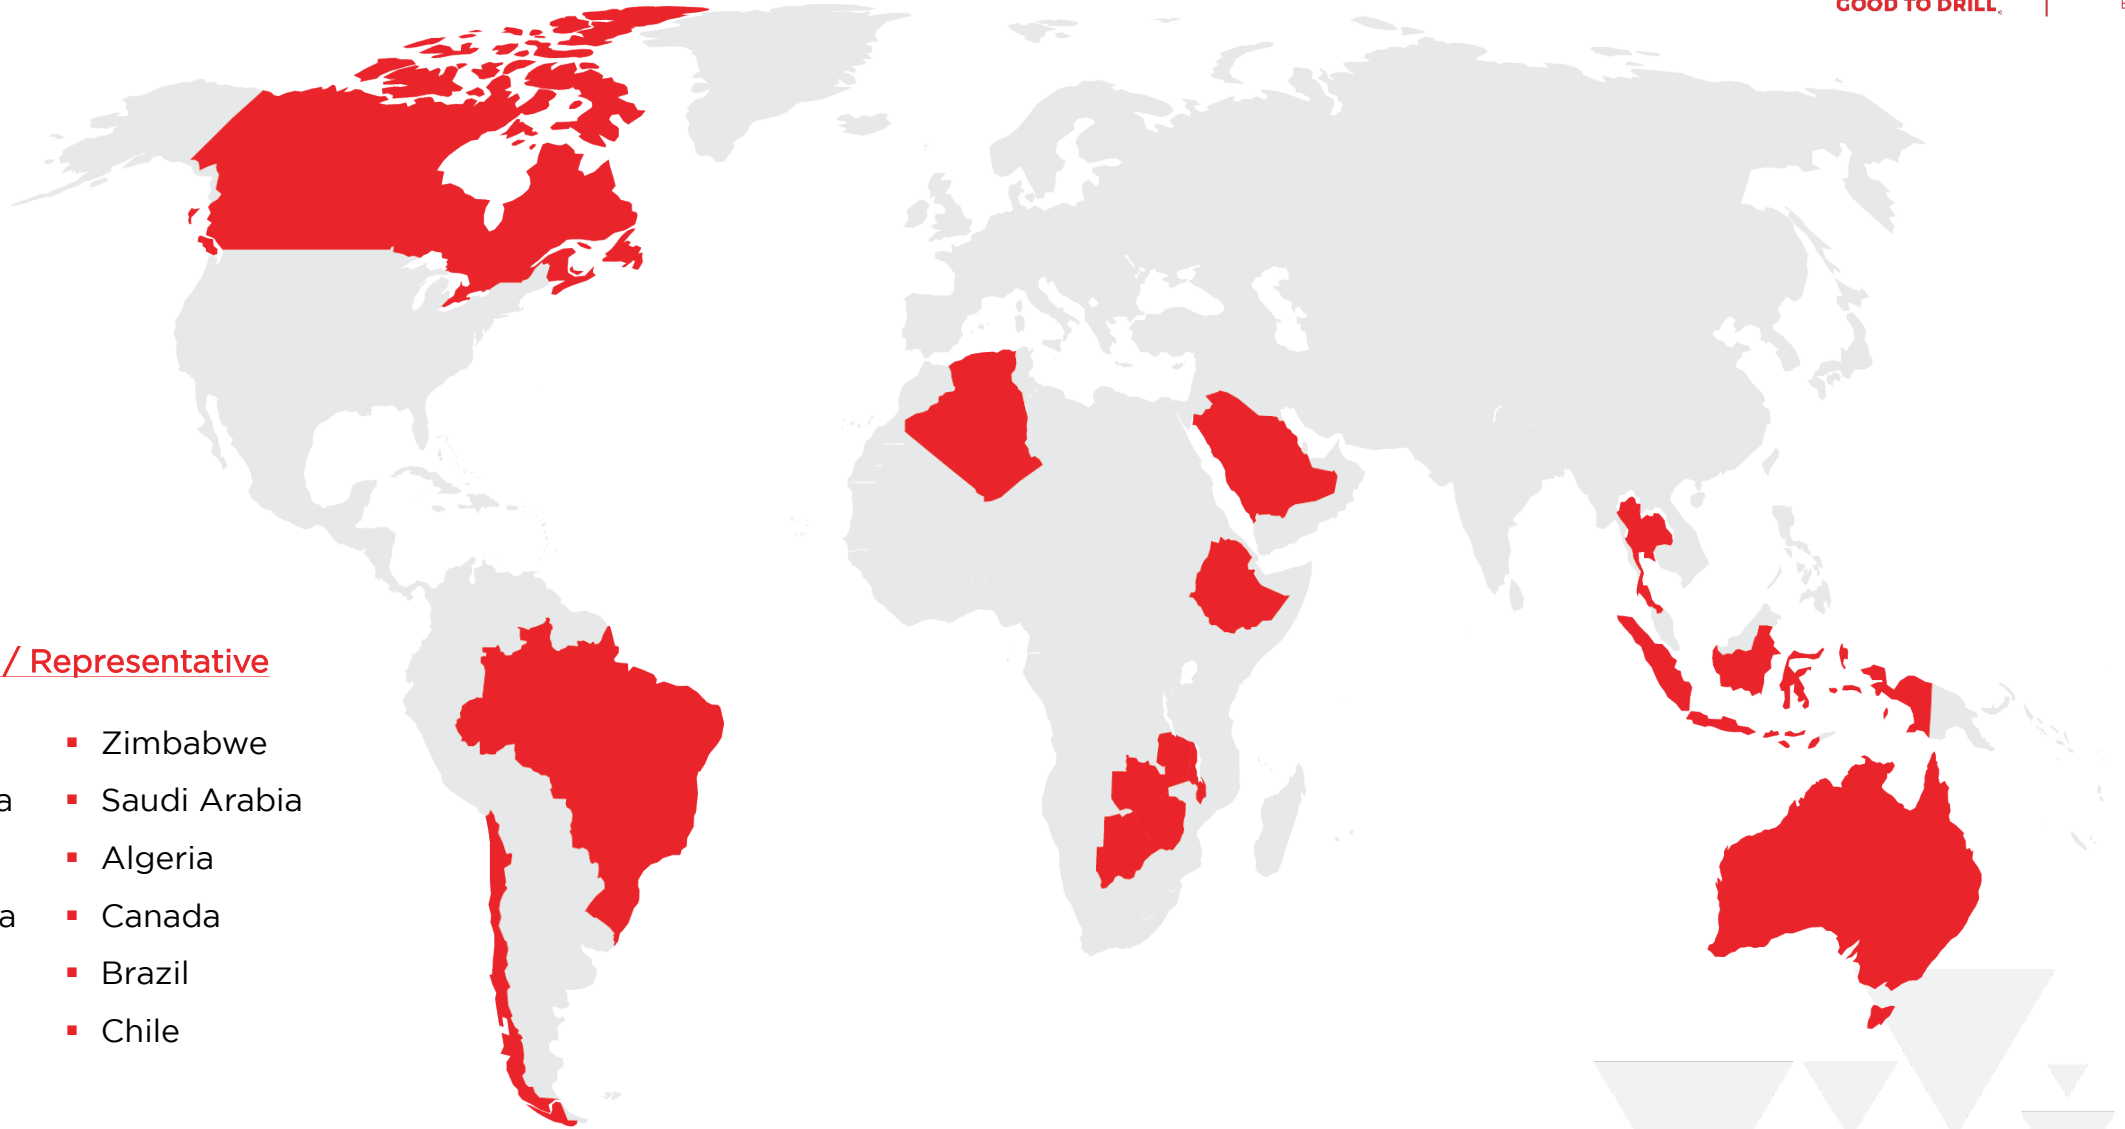 GOOD TO DRILL
/ Representative
Zimbabwe
a
Saudi Arabia
Algeria
a
Canada
Brazil
Chile